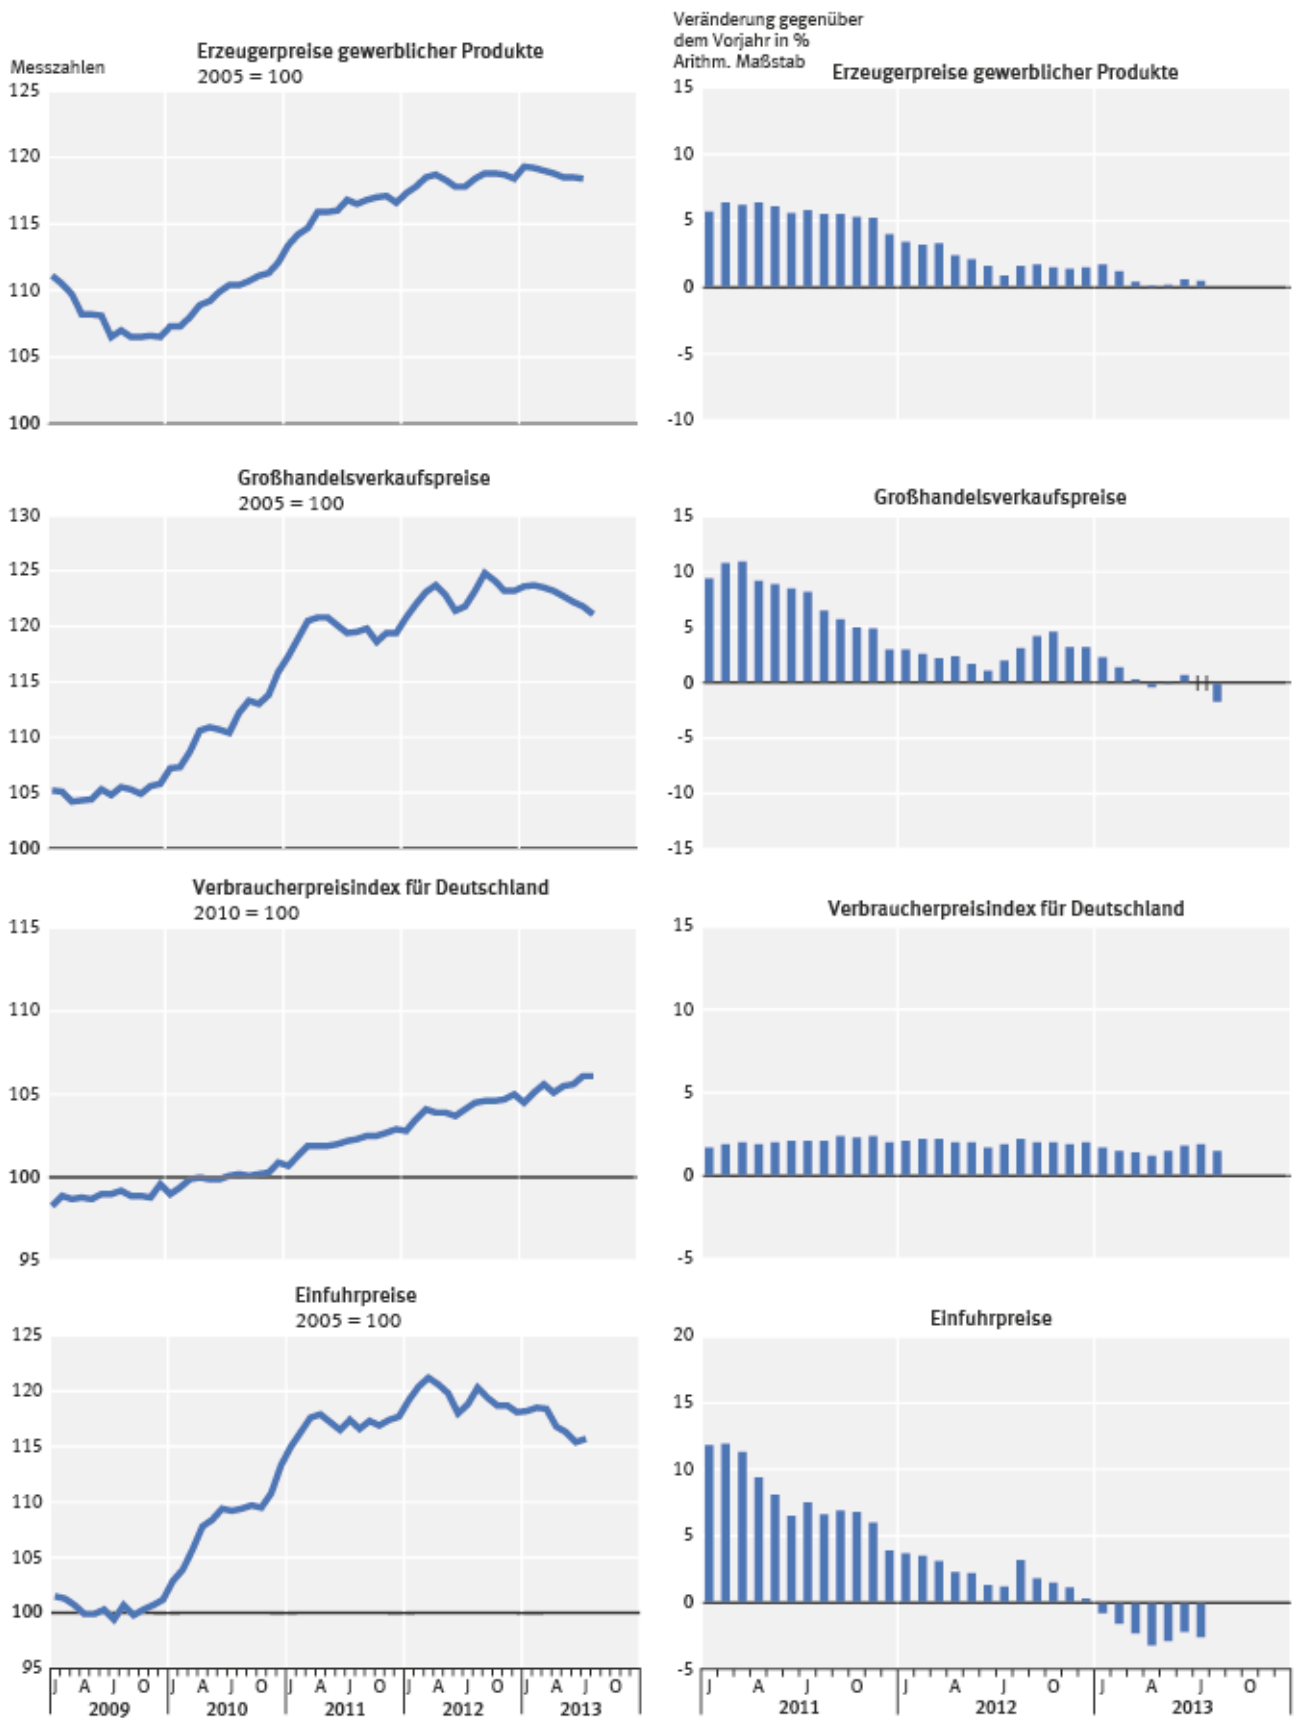 Veränderung gegenüber
dem Vorjahr in %
Arithm. Maßstab
Messzahlen
Erzeugerpreise gewerblicher Produkte
2005 = 100
125
120
115
110
105
100
Erzeugerpreise gewerblicher Produkte
15
10
5
0
-5
-10
Großhandelsverkaufspreise
2005 = 100
130
125
120
115
110
105
100
Großhandelsverkaufspreise
15
10
5
0
-5
-10
-15
Verbraucherpreisindex für Deutschland
2010 = 100
115
110
105
100
95
Verbraucherpreisindex für Deutschland
15
10
5
0
-5
Einfuhrpreise
2005 = 100
125
120
115
110
105
100
95
J A J O J A J O J A J O J A J O J A J O
2009 2010 2011 2012 2013
Einfuhrpreise
20
15
10
5
0
-5
J A J O J A J O J A J O
2011 2012 2013